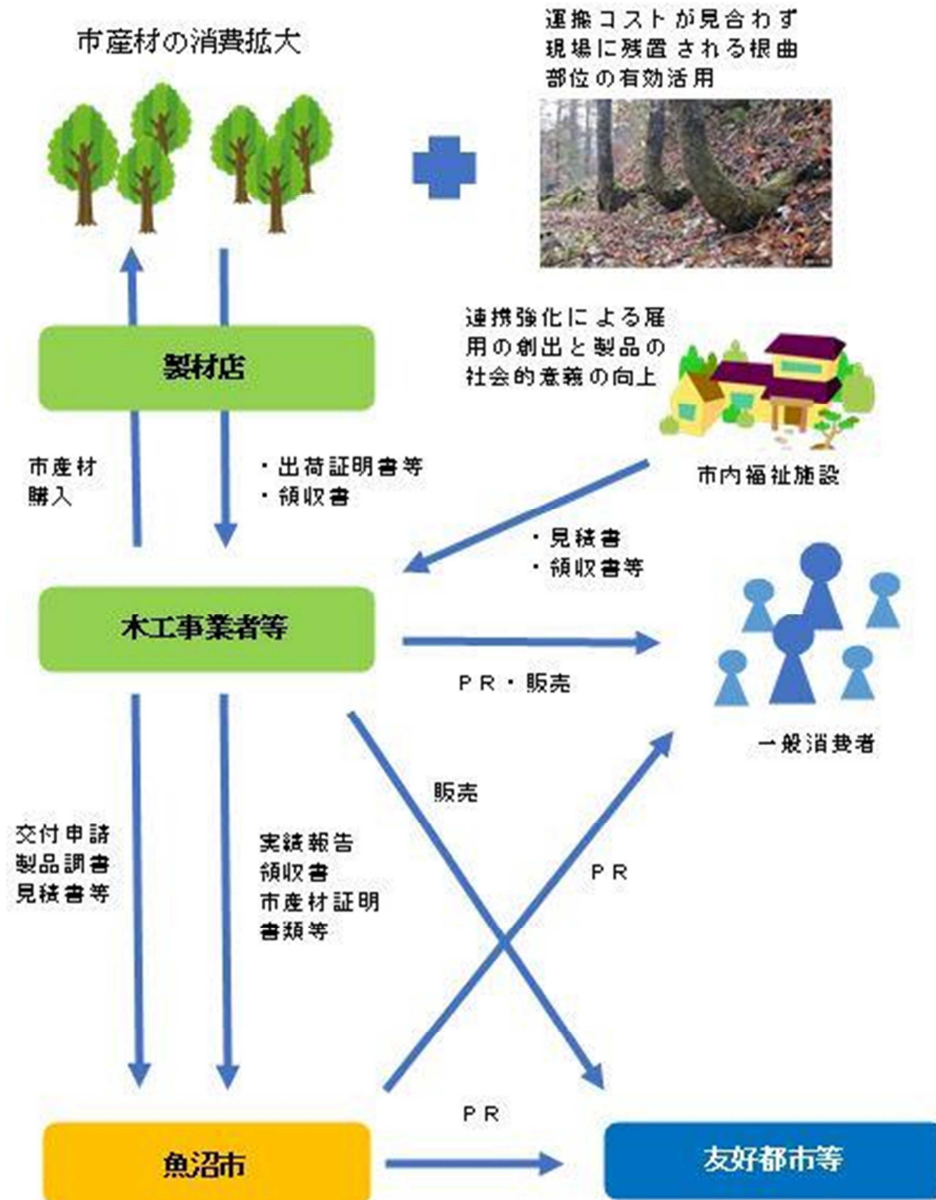 市産材の消費拡大
運搬コストが見合わず
現場に残置される根曲
部位の有効活用
連携強化による雇
用の創出と製品の
社会的意義の向上
製材店
市産材
購入
・出荷証明書等
・領収書
市内福祉施設
・見積書
・領収書等
木工事業者等
PR・販売
一般消費者
販売
交付申請
製品調書
見積書等
実績報告
領収書
市産材証明
書類等
PR
PR
魚沼市
友好都市等